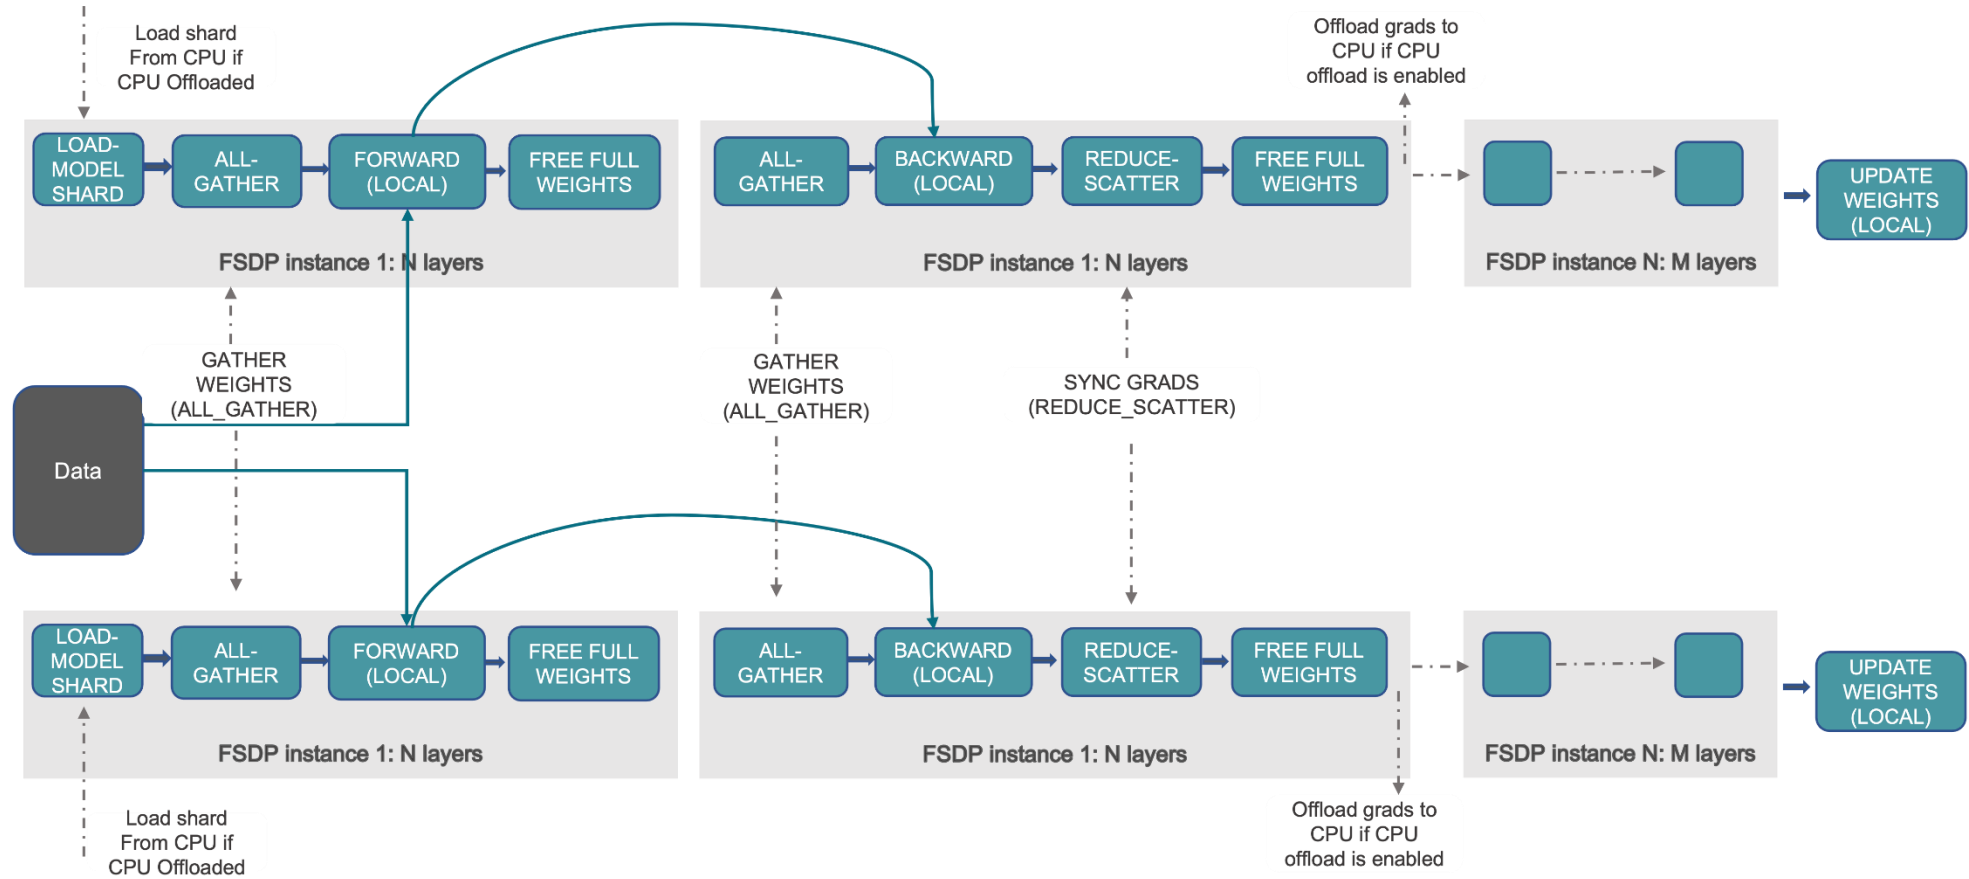 Load shard
From CPU if
CPU Offloaded
Offload grads to
CPU if CPU
offload is enabled
LOAD-
MODEL
SHARD
ALL-
GATHER
FORWARD
(LOCAL)
FREE FULL
WEIGHTS
FSDP instance 1: N layers
ALL-
GATHER
BACKWARD
(LOCAL)
REDUCE-
SCATTER
FREE FULL
WEIGHTS
FSDP instance 1: N layers
FSDP instance N: M layers
UPDATE
WEIGHTS
(LOCAL)
GATHER
WEIGHTS
(ALL_GATHER)
GATHER
WEIGHTS
(ALL_GATHER)
SYNC GRADS
(REDUCE_SCATTER)
Data
LOAD-
MODEL
SHARD
ALL-
GATHER
FORWARD
(LOCAL)
FREE FULL
WEIGHTS
FSDP instance 1: N layers
ALL-
GATHER
BACKWARD
(LOCAL)
REDUCE-
SCATTER
FREE FULL
WEIGHTS
FSDP instance 1: N layers
FSDP instance N: M layers
UPDATE
WEIGHTS
(LOCAL)
Load shard
From CPU if
CPU Offloaded
Offload grads to
CPU if CPU
offload is enabled